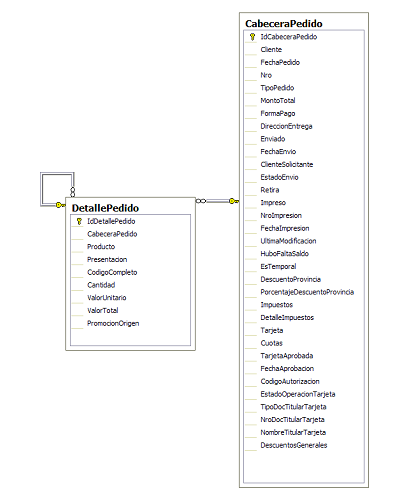 CabeceraPedido
IdCabeceraPedido
Cliente
FechaPedido
Nro
TipoPedido
MontoTotal
FormaPago
DireccionEntrega
Enviado
FechaEnvio
ClienteSolicitante
EstadoEnvio
Retira
Impreso
NroImpresion
FechaImpresion
UltimaModificacion
HuboFaltaSaldo
EsTemporal
DescuentoProvincia
PorcentajeDescuentoProvincia
Impuestos
DetalleImpuestos
Tarjeta
Cuotas
TarjetaAprobada
FechaAprobacion
CodigoAutorizacion
EstadoOperacionTarjeta
TipoDocTitularTarjeta
NroDocTitularTarjeta
NombreTitularTarjeta
DescuentosGenerales
DetallePedido
IdDetallePedido
CabeceraPedido
Producto
Presentacion
CodigoCompleto
Cantidad
ValorUnitario
ValorTotal
PromocionOrigen